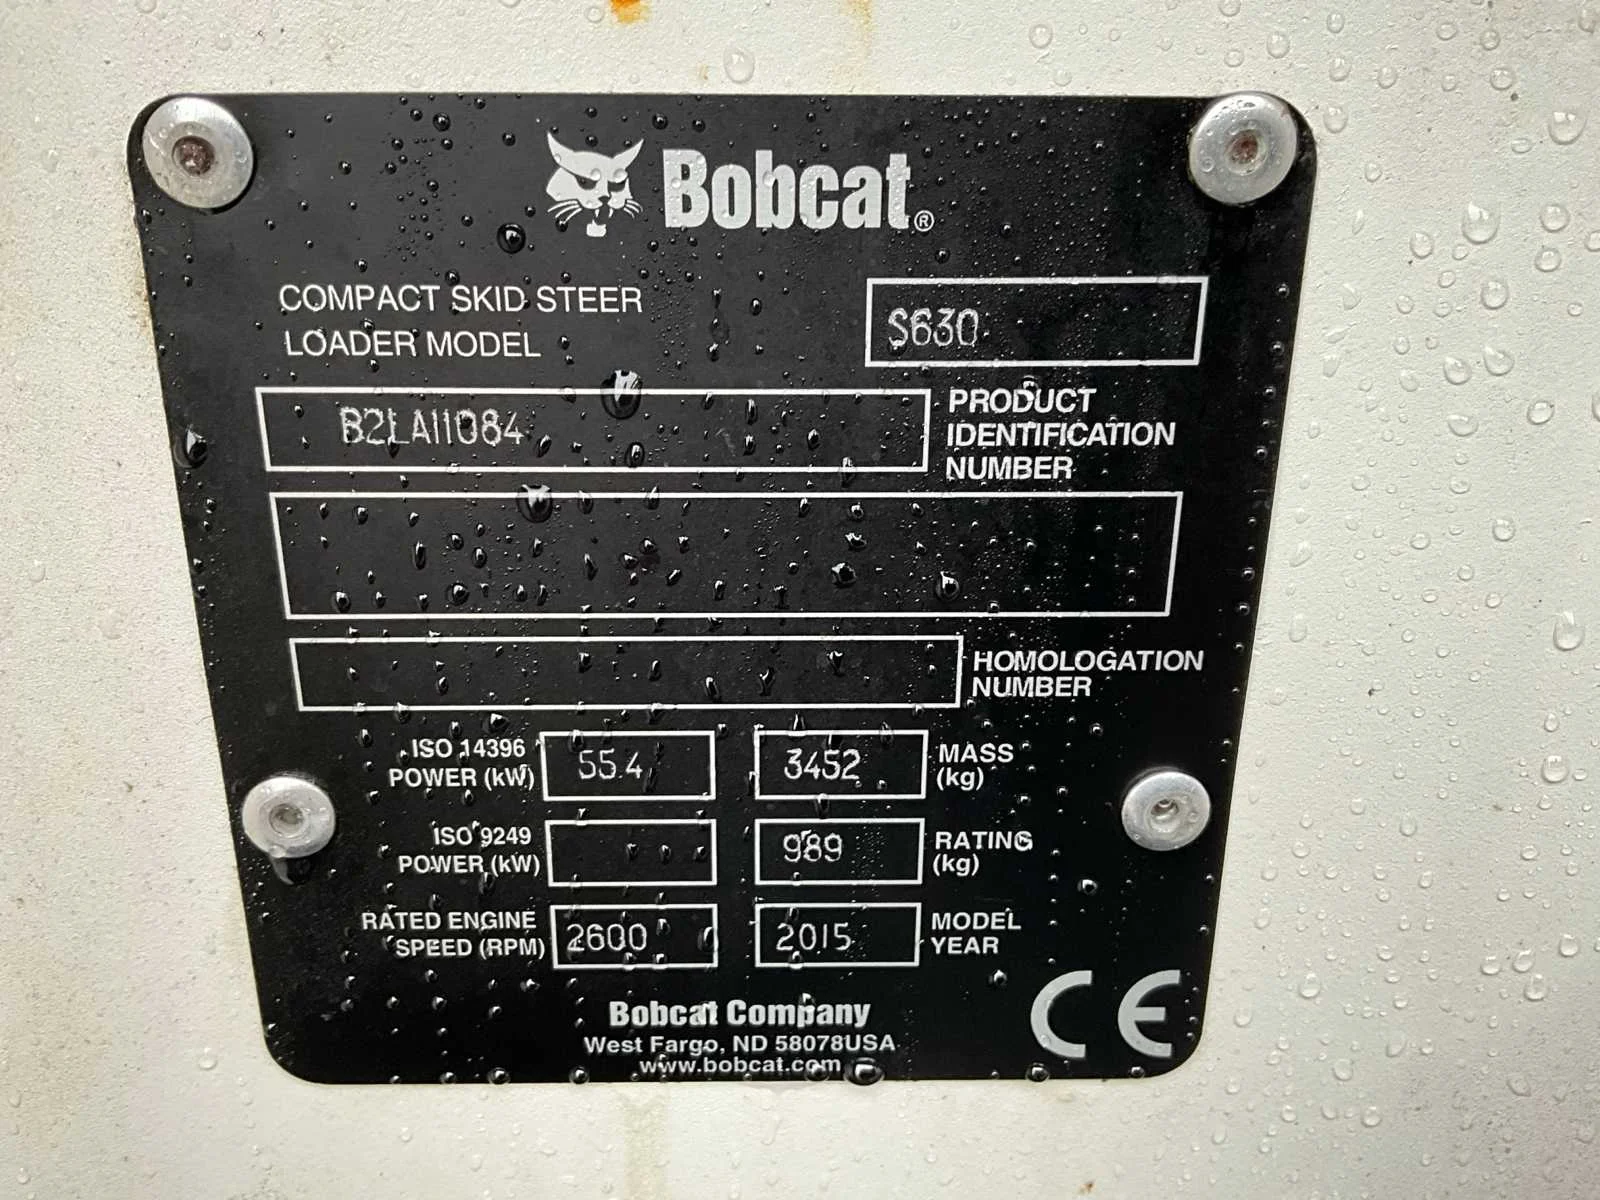 Bobcat®
COMPACT SKID STEER
LOADER MODEL
S630
B2LA11084
PRODUCT
IDENTIFICATION
NUMBER
HOMOLOGATION
NUMBER
ISO 14396
POWER (kW)
55.4
3452
MASS
(kg)
ISO 9249
POWER (kW)
989
RATING
(kg)
RATED ENGINE
SPEED (RPM)
2600
2015
MODEL
YEAR
Bobcat Company
West Fargo, ND 58078USA
www.bobcat.com
CE